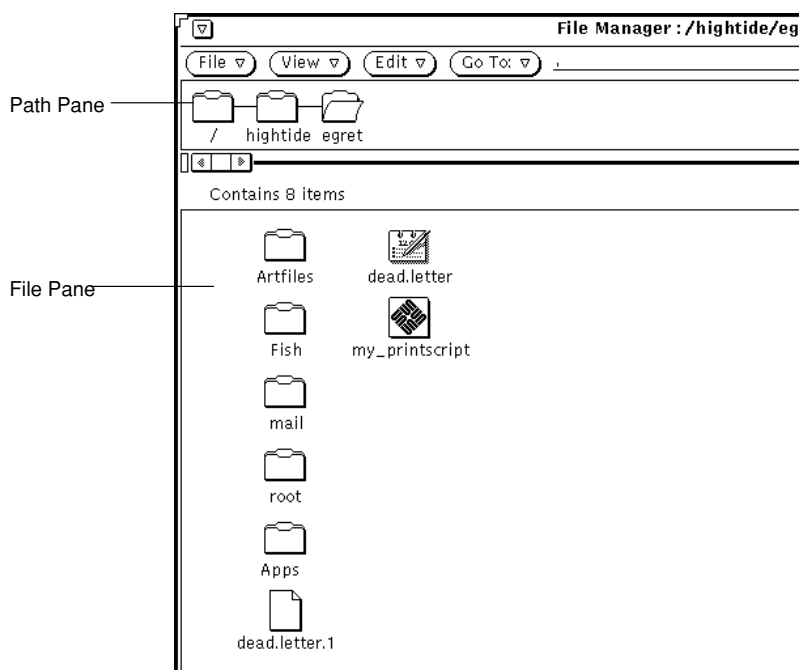 File Manager : /hightide/eg
File View Edit Go To:
Path Pane
/ hightide egret
Contains 8 items
Artfiles dead.letter
File Pane
Fish my_printscript
mail
root
Apps
dead.letter.1